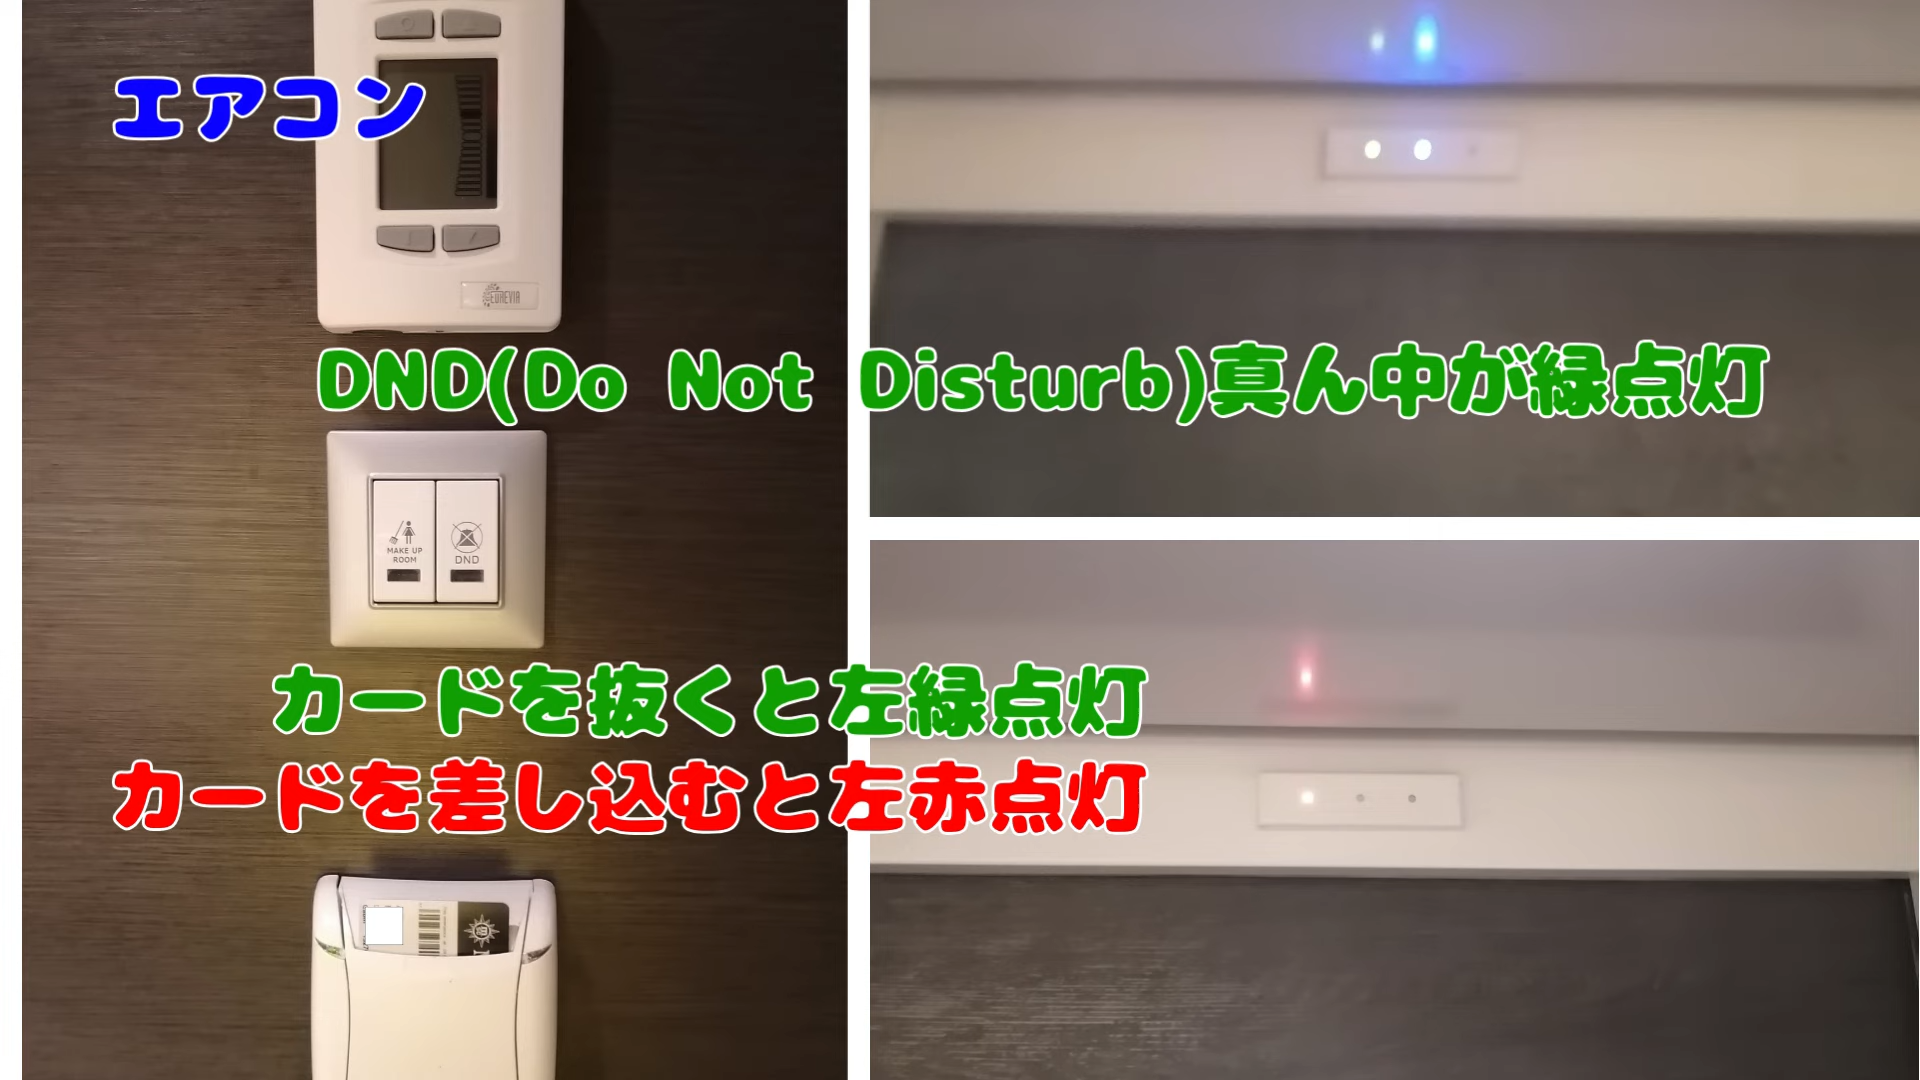 エアコン
EUREVIA
DND(Do Not Disturb)真ん中が緑点灯
MAKE UP
ROOM
DND
カードを抜くと左緑点灯
カードを差し込むと左赤点灯